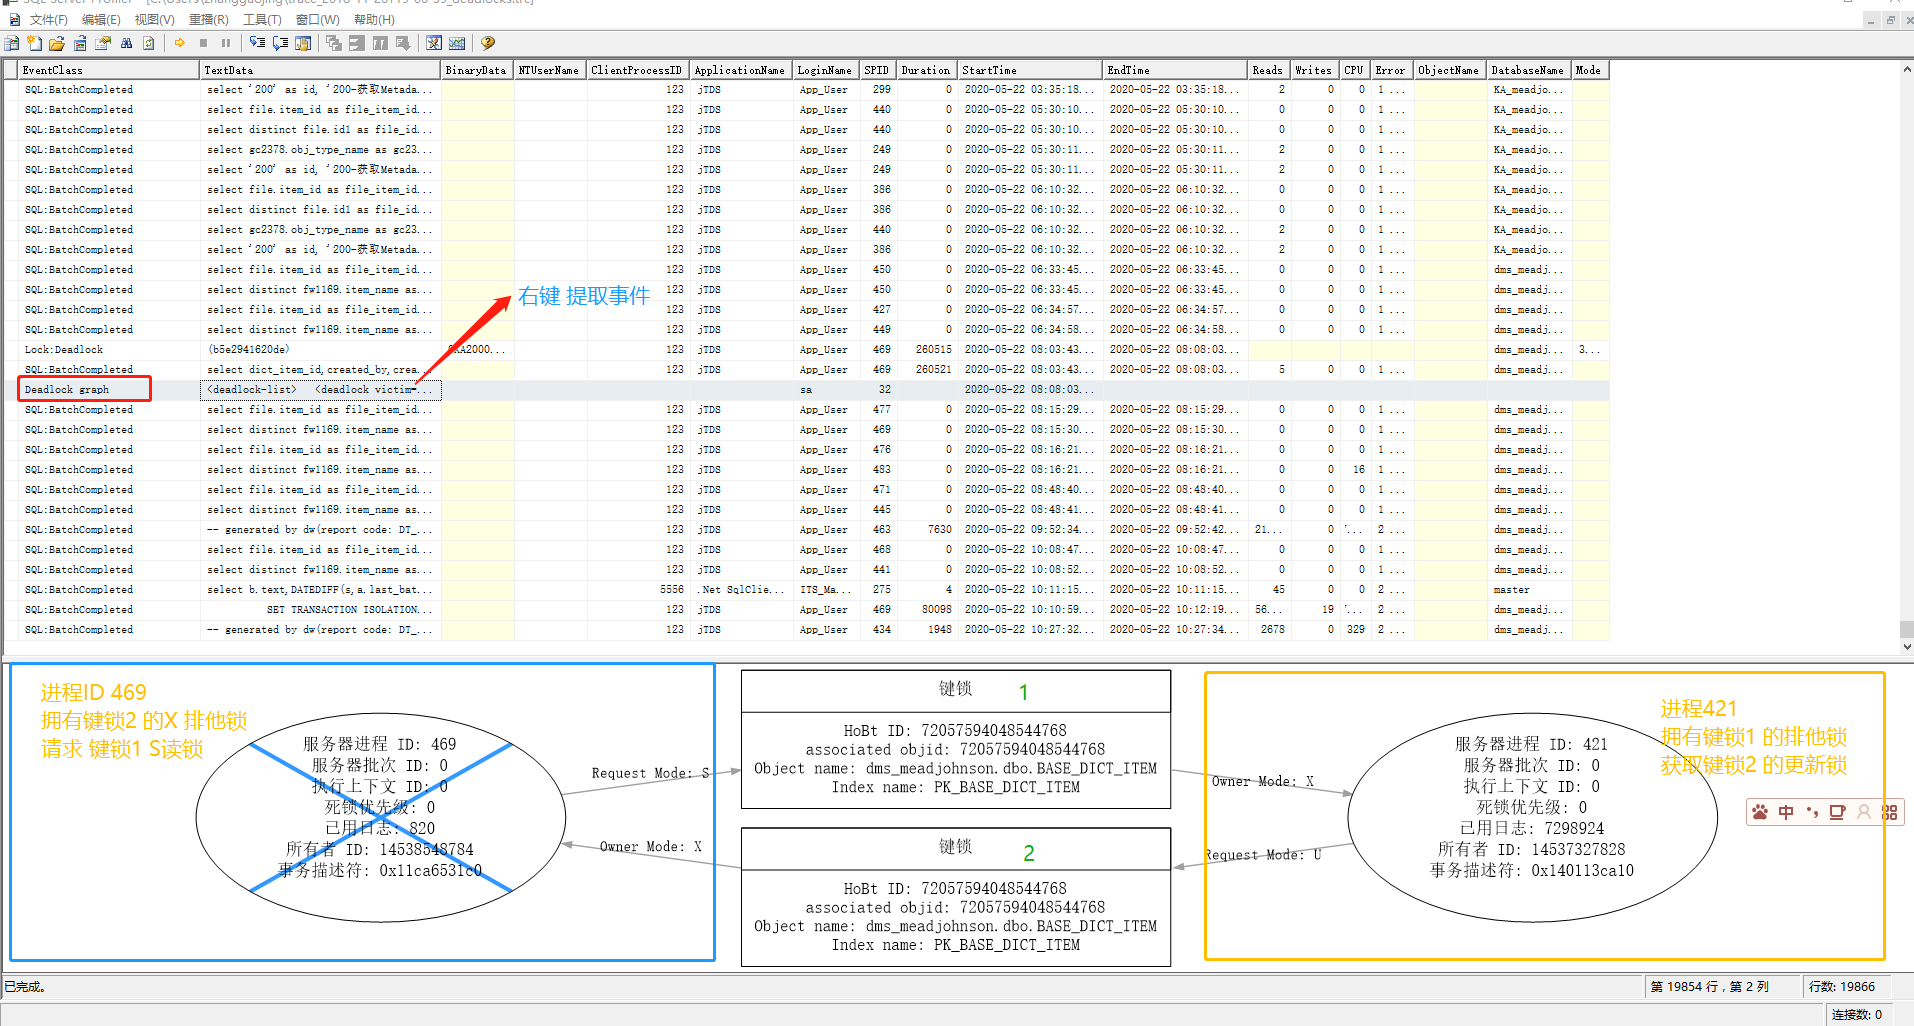 文件(F) 编辑(E) 视图(V) 重播(R) 工具(T) 窗口(W) 帮助(H)
EventClass TextData BinaryData NTUserName ClientProcessID ApplicationName LoginName SPID Duration StartTime EndTime Reads Writes CPU Error ObjectName DatabaseName Mode
SQL:BatchCompleted select '200' as id, '200-获取Metada... 123 jTDS App_User 299 0 2020-05-22 03:35:18... 2020-05-22 03:35:18... 2 0 0 1 ... KA_meadjo...
SQL:BatchCompleted select file.item_id as file_item_id... 123 jTDS App_User 440 0 2020-05-22 05:30:10... 2020-05-22 05:30:10... 0 0 0 1 ... KA_meadjo...
SQL:BatchCompleted select distinct file.id1 as file_id... 123 jTDS App_User 440 0 2020-05-22 05:30:10... 2020-05-22 05:30:10... 0 0 0 1 ... KA_meadjo...
SQL:BatchCompleted select gc2378.obj_type_name as gc23... 123 jTDS App_User 249 0 2020-05-22 05:30:11... 2020-05-22 05:30:11... 2 0 0 1 ... KA_meadjo...
SQL:BatchCompleted select '200' as id, '200-获取Metada... 123 jTDS App_User 249 0 2020-05-22 05:30:11... 2020-05-22 05:30:11... 2 0 0 1 ... KA_meadjo...
SQL:BatchCompleted select file.item_id as file_item_id... 123 jTDS App_User 386 0 2020-05-22 06:10:32... 2020-05-22 06:10:32... 0 0 0 1 ... KA_meadjo...
SQL:BatchCompleted select distinct file.id1 as file_id... 123 jTDS App_User 386 0 2020-05-22 06:10:32... 2020-05-22 06:10:32... 0 0 0 1 ... KA_meadjo...
SQL:BatchCompleted select gc2378.obj_type_name as gc23... 123 jTDS App_User 440 0 2020-05-22 06:10:32... 2020-05-22 06:10:32... 2 0 0 1 ... KA_meadjo...
SQL:BatchCompleted select '200' as id, '200-获取Metada... 123 jTDS App_User 386 0 2020-05-22 06:10:32... 2020-05-22 06:10:32... 2 0 0 1 ... KA_meadjo...
SQL:BatchCompleted select file.item_id as file_item_id... 123 jTDS App_User 450 0 2020-05-22 06:33:45... 2020-05-22 06:33:45... 0 0 0 1 ... dms_meadj...
SQL:BatchCompleted select distinct fw1169.item_name as... 123 jTDS App_User 450 0 2020-05-22 06:33:45... 2020-05-22 06:33:45... 0 0 0 1 ... dms_meadj...
右键 提取事件
SQL:BatchCompleted select file.item_id as file_item_id... 123 jTDS App_User 427 0 2020-05-22 06:34:57... 2020-05-22 06:34:57... 0 0 0 1 ... dms_meadj...
SQL:BatchCompleted select distinct fw1169.item_name as... 123 jTDS App_User 449 0 2020-05-22 06:34:58... 2020-05-22 06:34:58... 0 0 0 1 ... dms_meadj...
Lock:Deadlock (b5e2941620de) 0XA2000... 123 jTDS App_User 469 260515 2020-05-22 08:03:43... 2020-05-22 08:08:03... dms_meadj... 3...
SQL:BatchCompleted select dict_item_id,created_by,crea... 123 jTDS App_User 469 260521 2020-05-22 08:03:43... 2020-05-22 08:08:03... 5 0 0 1 ... dms_meadj...
Deadlock graph <deadlock-list> <deadlock victim=... sa 32 2020-05-22 08:08:03...
SQL:BatchCompleted select file.item_id as file_item_id... 123 jTDS App_User 477 0 2020-05-22 08:15:29... 2020-05-22 08:15:29... 0 0 0 1 ... dms_meadj...
SQL:BatchCompleted select distinct fw1169.item_name as... 123 jTDS App_User 469 0 2020-05-22 08:15:30... 2020-05-22 08:15:30... 0 0 0 1 ... dms_meadj...
SQL:BatchCompleted select file.item_id as file_item_id... 123 jTDS App_User 476 0 2020-05-22 08:16:21... 2020-05-22 08:16:21... 0 0 0 1 ... dms_meadj...
SQL:BatchCompleted select distinct fw1169.item_name as... 123 jTDS App_User 483 0 2020-05-22 08:16:21... 2020-05-22 08:16:21... 0 0 16 1 ... dms_meadj...
SQL:BatchCompleted select file.item_id as file_item_id... 123 jTDS App_User 471 0 2020-05-22 08:48:40... 2020-05-22 08:48:40... 0 0 0 1 ... dms_meadj...
SQL:BatchCompleted select distinct fw1169.item_name as... 123 jTDS App_User 445 0 2020-05-22 08:48:41... 2020-05-22 08:48:41... 0 0 0 1 ... dms_meadj...
SQL:BatchCompleted -- generated by dw(report code: DT_... 123 jTDS App_User 463 7630 2020-05-22 09:52:34... 2020-05-22 09:52:42... 21... 0 '... 2 ... dms_meadj...
SQL:BatchCompleted select file.item_id as file_item_id... 123 jTDS App_User 468 0 2020-05-22 10:08:47... 2020-05-22 10:08:47... 0 0 0 1 ... dms_meadj...
SQL:BatchCompleted select distinct fw1169.item_name as... 123 jTDS App_User 441 0 2020-05-22 10:08:52... 2020-05-22 10:08:52... 0 0 0 1 ... dms_meadj...
SQL:BatchCompleted select b.text,DATEDIFF(s,a.last_bat... 5556 .Net SqlClie... ITS_Ma... 275 4 2020-05-22 10:11:15... 2020-05-22 10:11:15... 45 0 0 2 ... master
SQL:BatchCompleted SET TRANSACTION ISOLATION... 123 jTDS App_User 469 80098 2020-05-22 10:10:59... 2020-05-22 10:12:19... 56... 19 '... 2 ... dms_meadj...
SQL:BatchCompleted -- generated by dw(report code: DT_... 123 jTDS App_User 434 1948 2020-05-22 10:27:32... 2020-05-22 10:27:34... 2678 0 329 2 ... dms_meadj...
进程ID 469
拥有键锁2 的X 排他锁
请求 键锁1 S读锁
服务器进程 ID: 469
服务器批次 ID: 0
执行上下文 ID: 0
死锁优先级: 0
已用日志: 820
所有者 ID: 14538548784
事务描述符: 0x11ca6531c0
Request Mode: S
Owner Mode: X
键锁 1
HoBt ID: 72057594048544768
associated objid: 72057594048544768
Object name: dms_meadjohnson.dbo.BASE_DICT_ITEM
Index name: PK_BASE_DICT_ITEM
键锁 2
HoBt ID: 72057594048544768
associated objid: 72057594048544768
Object name: dms_meadjohnson.dbo.BASE_DICT_ITEM
Index name: PK_BASE_DICT_ITEM
Owner Mode: X
Request Mode: U
进程421
拥有键锁1 的排他锁
获取键锁2 的更新锁
服务器进程 ID: 421
服务器批次 ID: 0
执行上下文 ID: 0
死锁优先级: 0
已用日志: 7298924
所有者 ID: 14537327828
事务描述符: 0x140113ca10
中
已完成。
第 19854 行，第 2 列
行数: 19866
连接数: 0